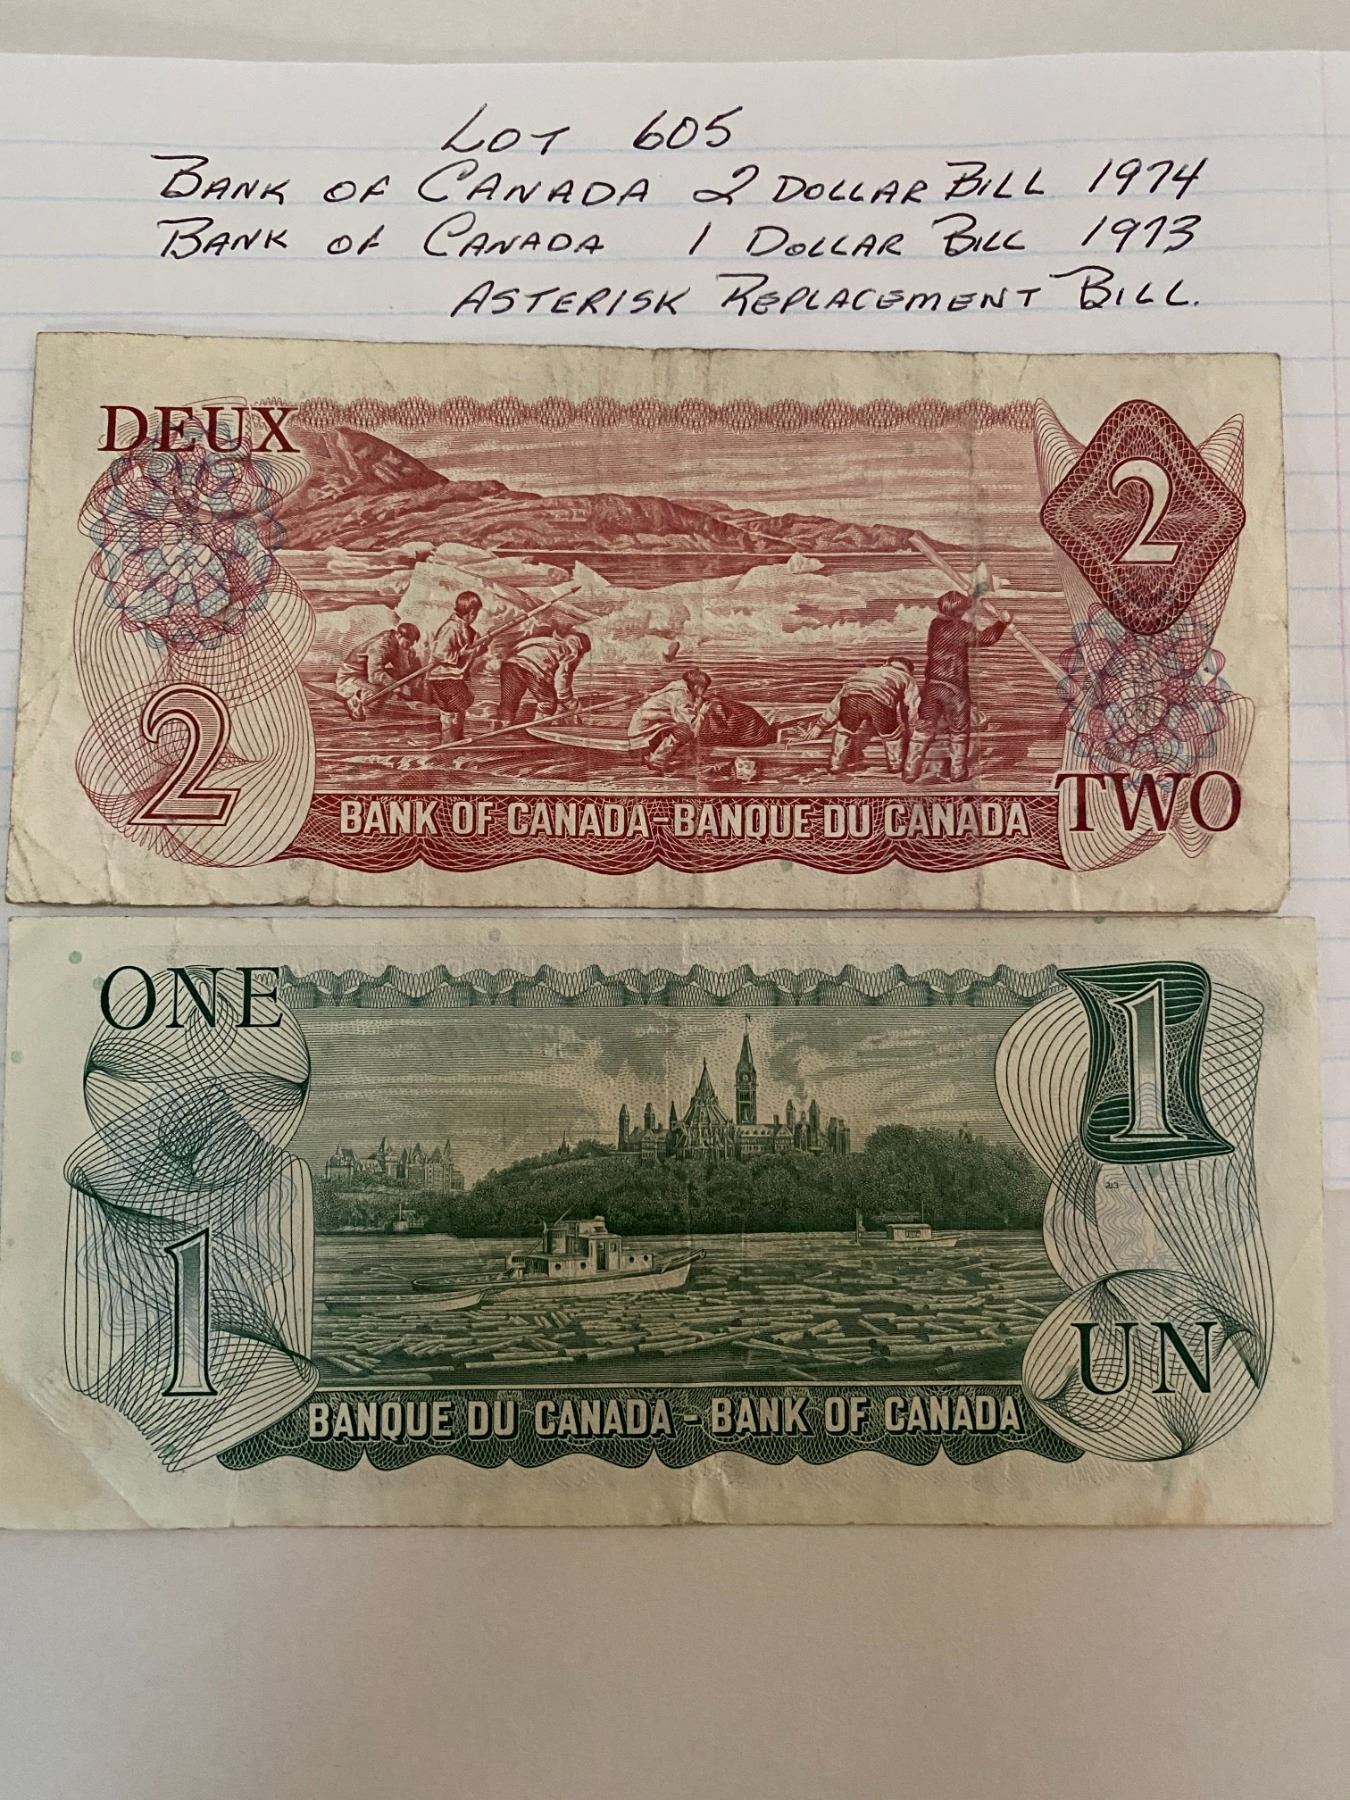 LOT 605
BANK OF CANADA 2 DOLLAR BILL 1974
BANK OF CANADA 1 DOLLAR BILL 1973
ASTERISK REPLACEMENT BILL.
DEUX
2
2
BANK OF CANADA-BANQUE DU CANADA
TWO
ONE
1
1
UN
BANQUE DU CANADA - BANK OF CANADA